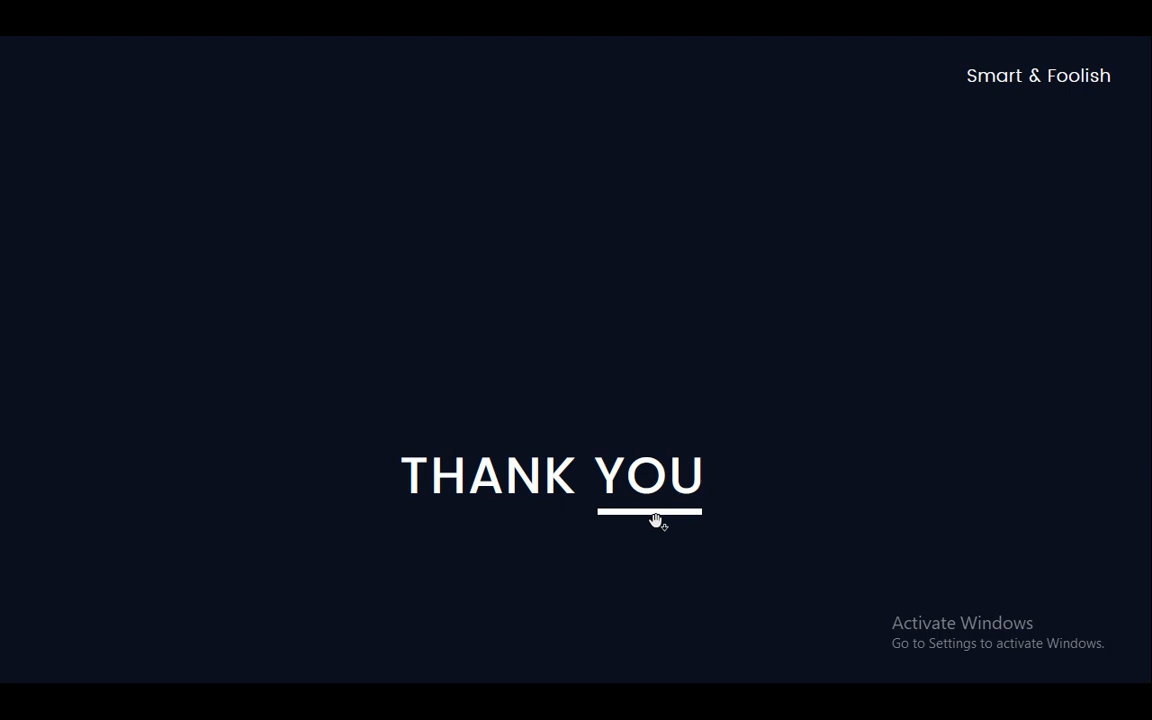 Smart & Foolish
THANK YOU
Activate Windows
Go to Settings to activate Windows.